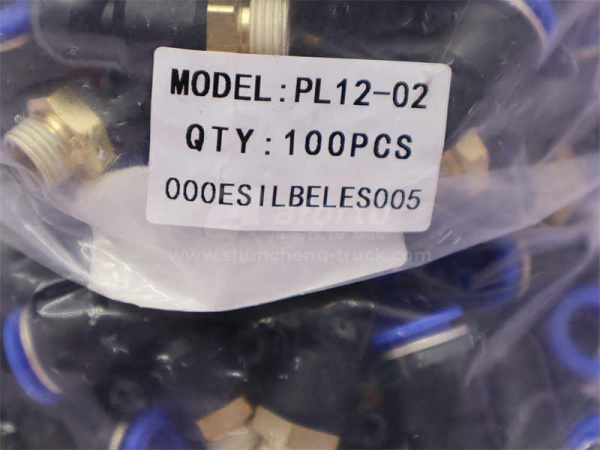 MODEL:PL12-02
QTY:100PCS
000ESILBELES005
www.shuncheng-truck.com